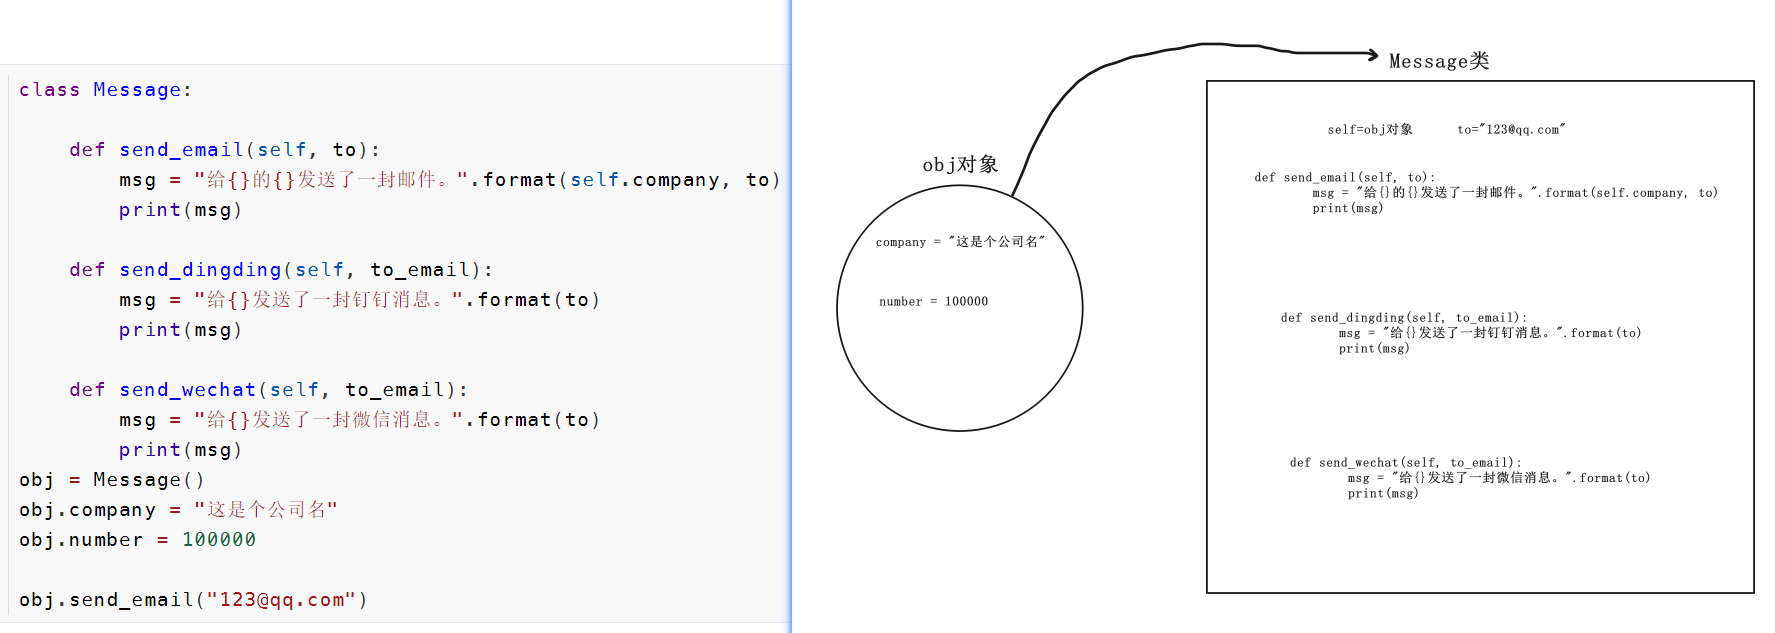 class Message:
    def send_email(self, to):
        msg = "给{}的{}发送了一封邮件。".format(self.company, to)
        print(msg)
    def send_dingding(self, to_email):
        msg = "给{}发送了一封钉钉消息。".format(to)
        print(msg)
    def send_wechat(self, to_email):
        msg = "给{}发送了一封微信消息。".format(to)
        print(msg)
obj = Message()
obj.company = "这是个公司名"
obj.number = 100000
obj.send_email("123@qq.com")
obj对象
company = "这是个公司名"
number = 100000
Message类
self=obj对象 to="123@qq.com"
def send_email(self, to):
        msg = "给{}的{}发送了一封邮件。".format(self.company, to)
        print(msg)
def send_dingding(self, to_email):
        msg = "给{}发送了一封钉钉消息。".format(to)
        print(msg)
def send_wechat(self, to_email):
        msg = "给{}发送了一封微信消息。".format(to)
        print(msg)